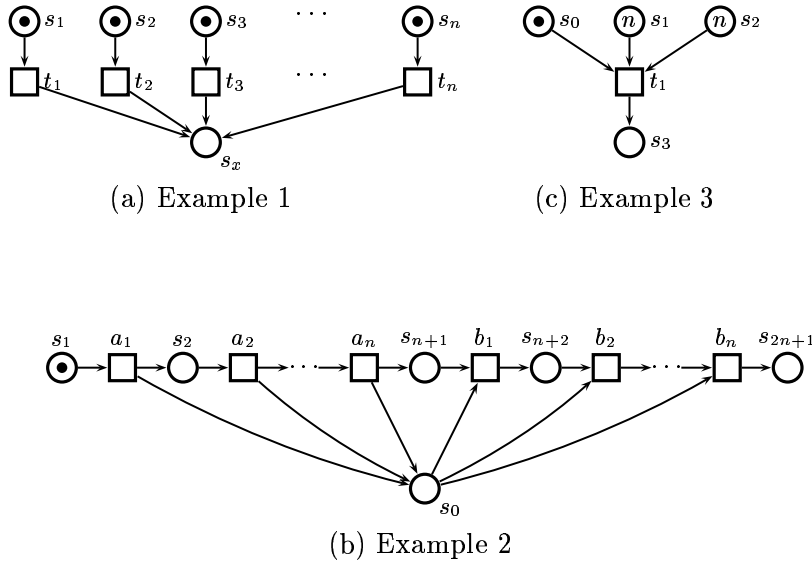 s₁ s₂ s₃ ··· sₙ s₀ n s₁ n s₂
t₁ t₂ t₃ ··· tₙ t₁
sₓ s₃
(a) Example 1 (c) Example 3
s₁ a₁ s₂ a₂ aₙ sₙ₊₁ b₁ sₙ₊₂ b₂ bₙ s₂ₙ₊₁
··· ···
s₀
(b) Example 2